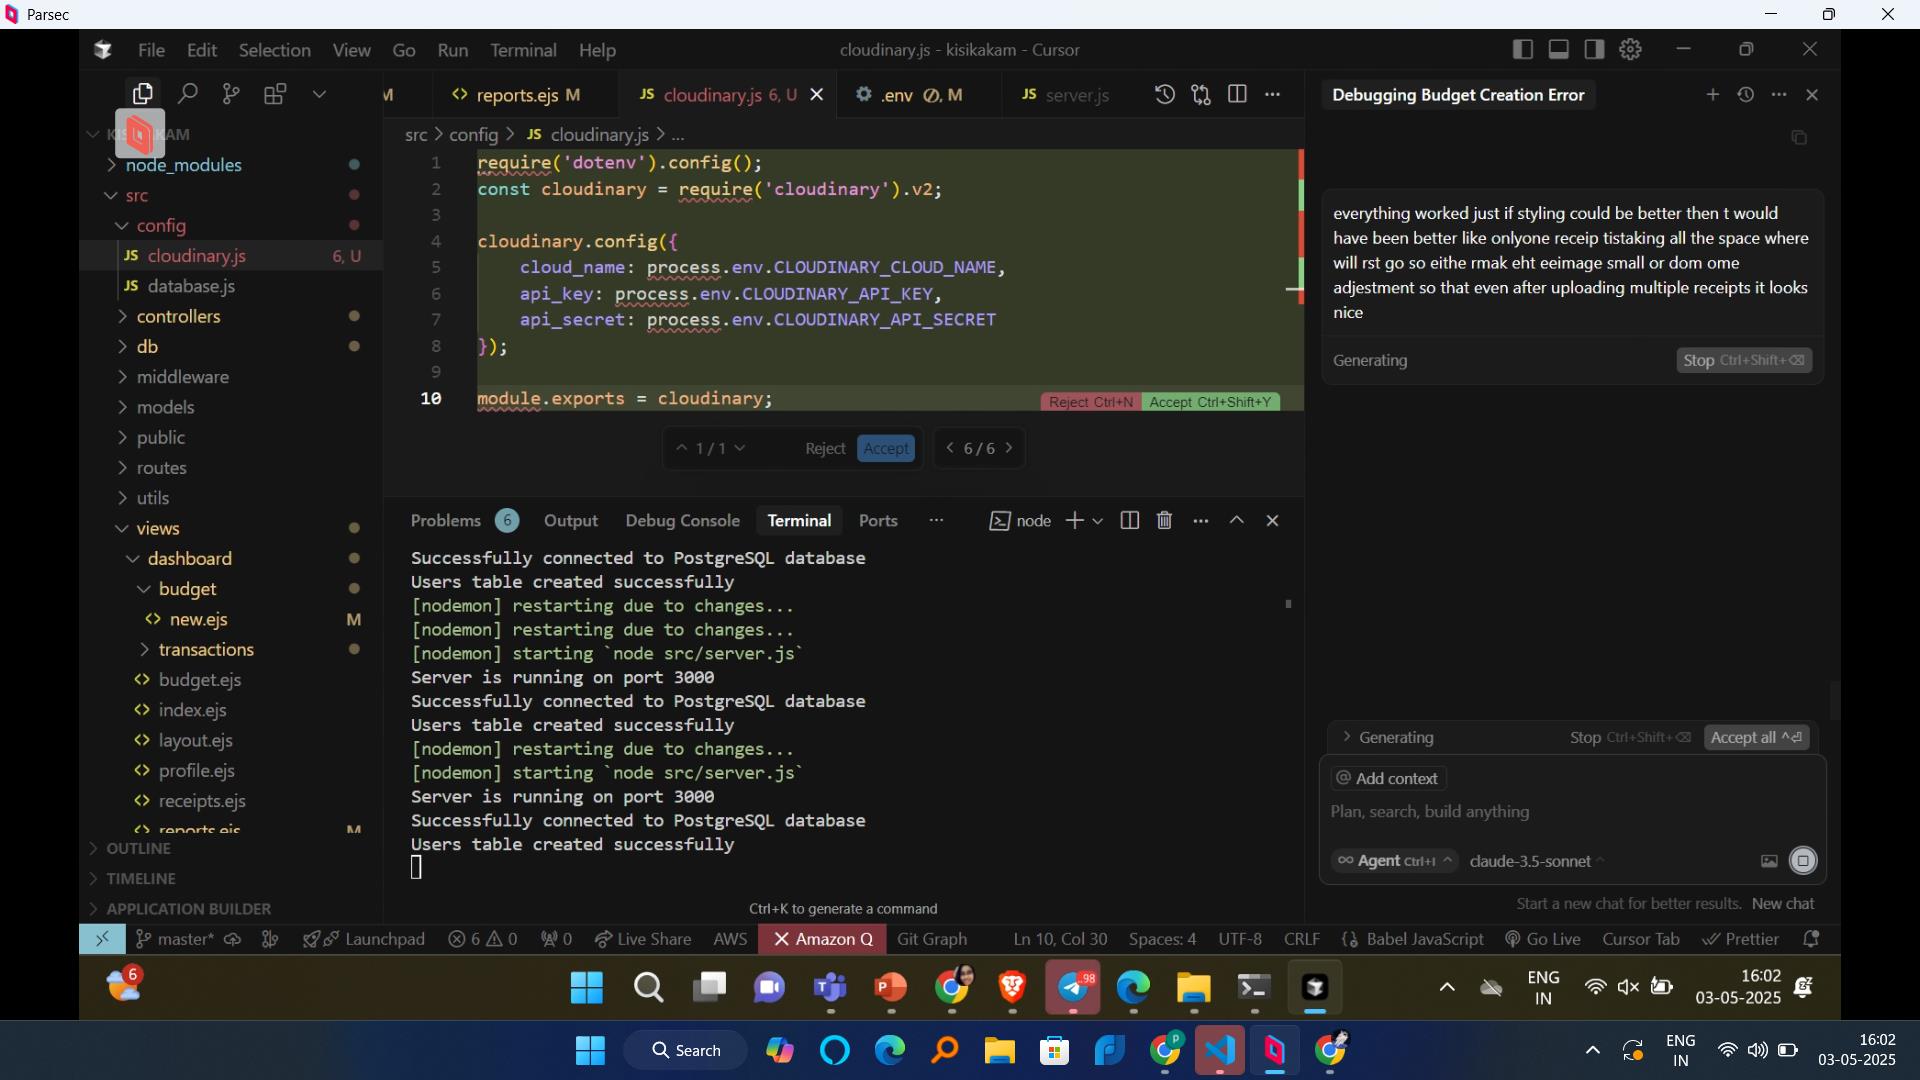 Parsec
File Edit Selection View Go Run Terminal Help
cloudinary.js - kisikakam - Cursor
M
<> reports.ejs M
JS cloudinary.js 6, U
.env M
JS server.js
Debugging Budget Creation Error
src > config > JS cloudinary.js > ...
node_modules
src
config
JS cloudinary.js 6, U
JS database.js
controllers
db
middleware
models
public
routes
utils
views
dashboard
budget
<> new.ejs M
transactions
<> budget.ejs
<> index.ejs
<> layout.ejs
<> profile.ejs
<> receipts.ejs
<> reports.ejs M
OUTLINE
TIMELINE
APPLICATION BUILDER
1 require('dotenv').config();
2 const cloudinary = require('cloudinary').v2;
3
4 cloudinary.config({
5 cloud_name: process.env.CLOUDINARY_CLOUD_NAME,
6 api_key: process.env.CLOUDINARY_API_KEY,
7 api_secret: process.env.CLOUDINARY_API_SECRET
8 });
9
10 module.exports = cloudinary;
Reject Ctrl+N Accept Ctrl+Shift+Y
1 / 1 Reject Accept < 6 / 6 >
Problems 6 Output Debug Console Terminal Ports ... node
Successfully connected to PostgreSQL database
Users table created successfully
[nodemon] restarting due to changes...
[nodemon] restarting due to changes...
[nodemon] starting `node src/server.js`
Server is running on port 3000
Successfully connected to PostgreSQL database
Users table created successfully
[nodemon] restarting due to changes...
[nodemon] starting `node src/server.js`
Server is running on port 3000
Successfully connected to PostgreSQL database
Users table created successfully
Ctrl+K to generate a command
everything worked just if styling could be better then t would
have been better like onlyone receip tistaking all the space where
will rst go so eithe rmak eht eeimage small or dom ome
adjestment so that even after uploading multiple receipts it looks
nice
Generating Stop Ctrl+Shift+⌫
> Generating Stop Ctrl+Shift+⌫ Accept all ^⏎
@ Add context
Plan, search, build anything
∞ Agent Ctrl+I ^ claude-3.5-sonnet ^
Start a new chat for better results. New chat
master* Launchpad 6 0 0 Live Share AWS Amazon Q Git Graph Ln 10, Col 30 Spaces: 4 UTF-8 CRLF {} Babel JavaScript Go Live Cursor Tab Prettier
6
.98
ENG
IN
16:02
03-05-2025
Search
P
ENG
IN
16:02
03-05-2025